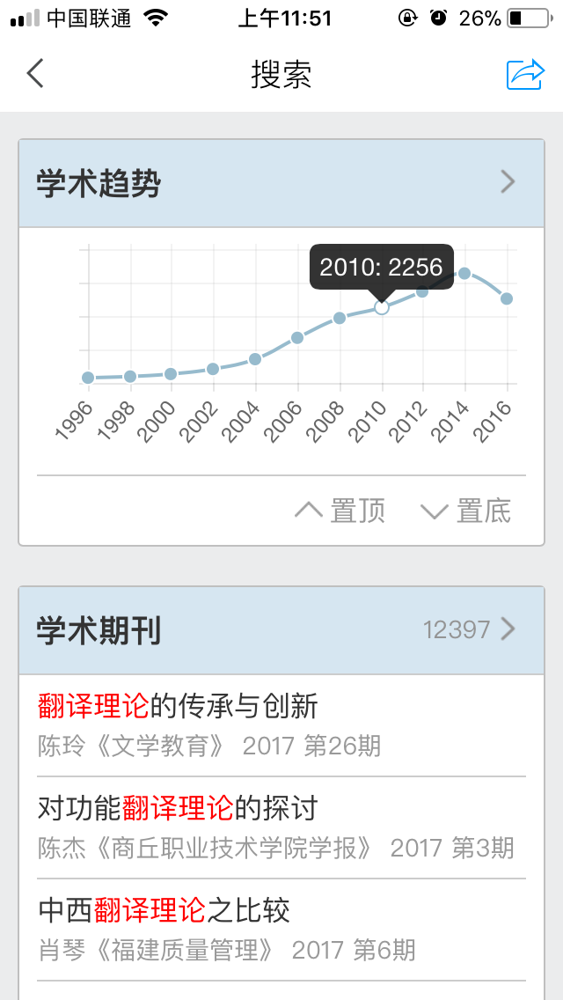 中国联通 上午11:51 26%
搜索
学术趋势
2010: 2256
1996 1998 2000 2002 2004 2006 2008 2010 2012 2014 2016
置顶 置底
学术期刊 12397
翻译理论的传承与创新
陈玲《文学教育》 2017 第26期
对功能翻译理论的探讨
陈杰《商丘职业技术学院学报》 2017 第3期
中西翻译理论之比较
肖琴《福建质量管理》 2017 第6期